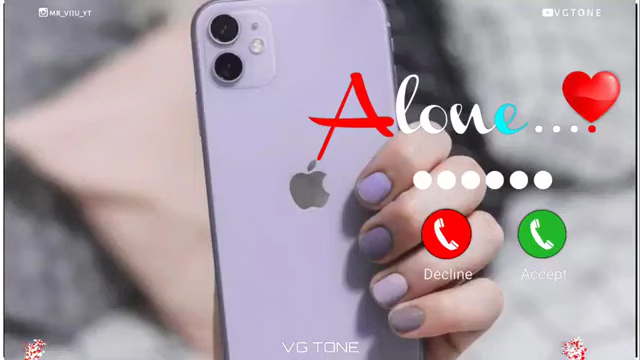 MR_VIJU_YT
VGTONE
Alone....
Decline
Accept
VG TONE